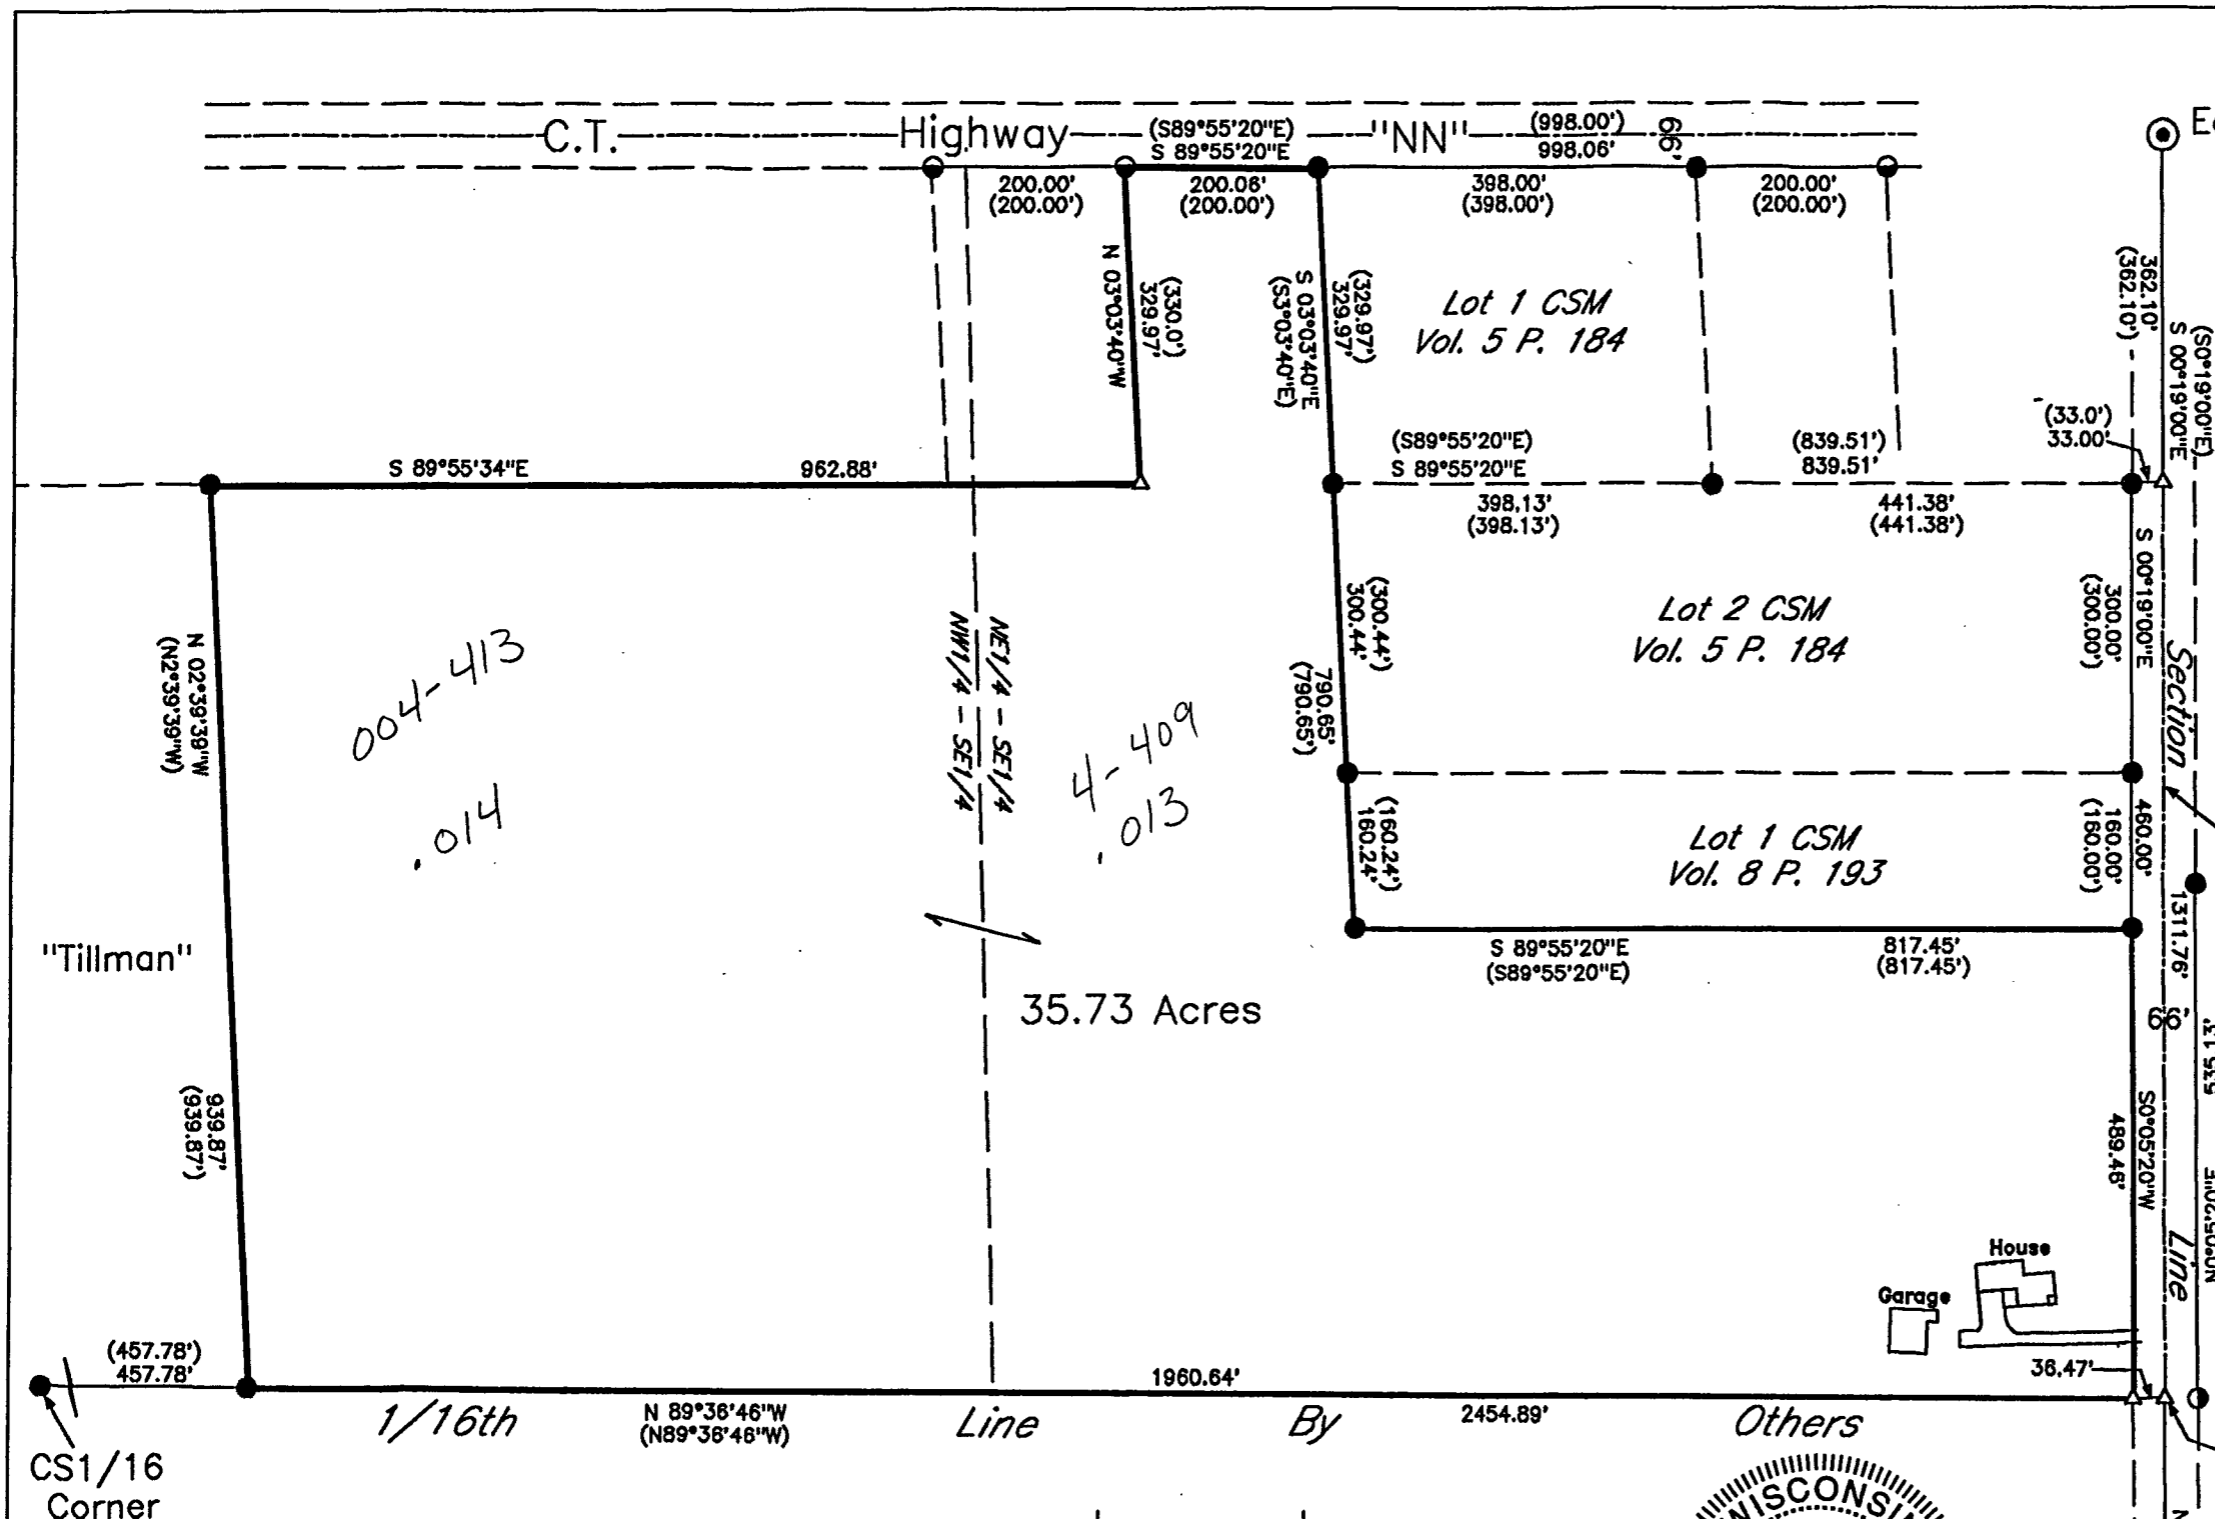 C.T. Highway "NN"
(S89°55'20"E)
S 89°55'20"E
(998.00')
998.06'
66'
200.00'
(200.00')
200.06'
(200.00')
398.00'
(398.00')
200.00'
(200.00')
N 03°03'40"W
329.97'
(330.0')
(329.97')
329.97'
S 03°03'40"E
(S3°03'40"E)
Lot 1 CSM
Vol. 5 P. 184
362.10'
(362.10')
(S0°19'00"E)
S 00°19'00"E
(33.0')
33.00'
S 89°55'34"E
962.88'
(S89°55'20"E)
S 89°55'20"E
(839.51')
839.51'
398.13'
(398.13')
441.38'
(441.38')
N 02°39'39"W
(N2°39'39"W)
004-413
.014
NE1/4 - SE1/4
NW1/4 - SE1/4
4-409
.013
(300.44')
300.44'
790.65'
(790.65')
Lot 2 CSM
Vol. 5 P. 184
S 00°19'00"E
300.00'
(300.00')
Section Line
(160.24')
160.24'
Lot 1 CSM
Vol. 8 P. 193
460.00'
160.00'
(160.00')
1311.76'
"Tillman"
S 89°55'20"E
(S89°55'20"E)
817.45'
(817.45')
35.73 Acres
66'
939.87'
(939.87')
S0°05'20"W
489.46'
House
Garage
36.47'
(457.78')
457.78'
1960.64'
1/16th Line By Others
N 89°36'46"W
(N89°36'46"W)
2454.89'
CS1/16
Corner
WISCONSIN